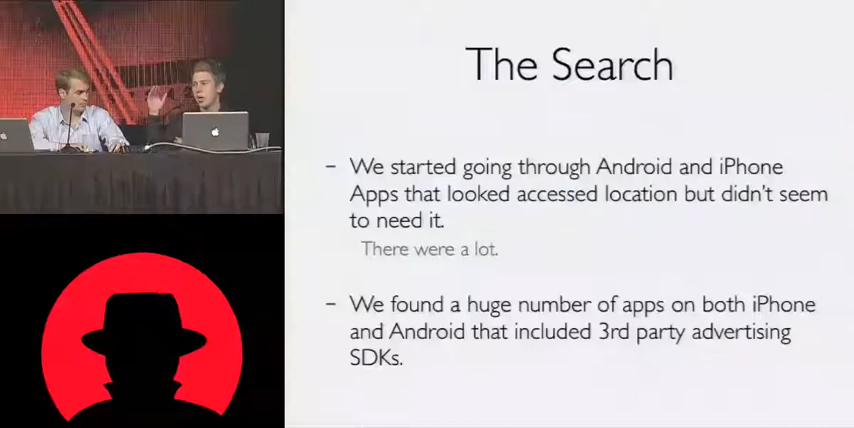 The Search
– We started going through Android and iPhone
Apps that looked accessed location but didn't seem
to need it.
There were a lot.
– We found a huge number of apps on both iPhone
and Android that included 3rd party advertising
SDKs.